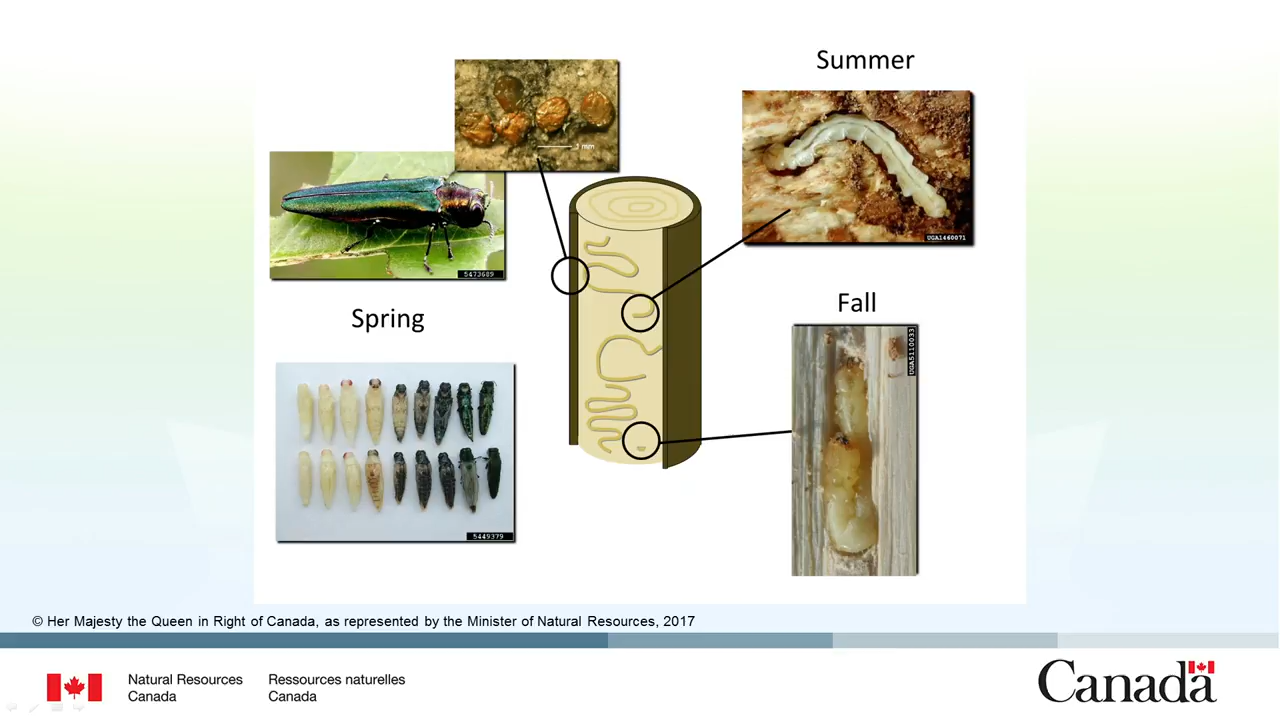 Summer
1 mm
UGA1460071
5473689
Spring
Fall
UGA5110033
5449379
© Her Majesty the Queen in Right of Canada, as represented by the Minister of Natural Resources, 2017
Natural Resources
Canada
Ressources naturelles
Canada
Canada